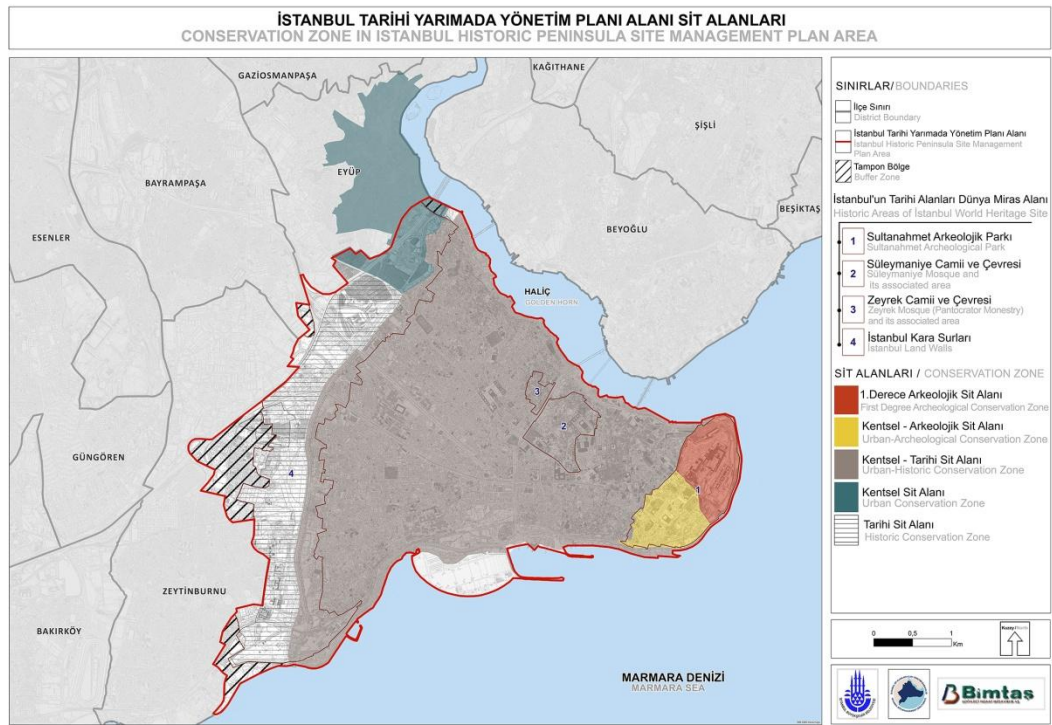 İSTANBUL TARİHİ YARIMADA YÖNETİM PLANI ALANI SİT ALANLARI
CONSERVATION ZONE IN ISTANBUL HISTORIC PENINSULA SITE MANAGEMENT PLAN AREA
GAZİOSMANPAŞA
KAĞITHANE
ŞİŞLİ
EYÜP
BAYRAMPAŞA
BEŞİKTAŞ
BEYOĞLU
ESENLER
HALİÇ
GOLDEN HORN
3
2
GÜNGÖREN
4
1
ZEYTİNBURNU
BAKIRKÖY
MARMARA DENİZİ
MARMARA SEA
SINIRLAR/BOUNDARIES
İlçe Sınırı
District Boundary
İstanbul Tarihi Yarımada Yönetim Planı Alanı
İstanbul Historic Peninsula Site Management
Plan Area
Tampon Bölge
Buffer Zone
İstanbul'un Tarihi Alanları Dünya Miras Alanı
Historic Areas of İstanbul World Heritage Site
1 Sultanahmet Arkeolojik Parkı
Sultanahmet Archeological Park
2 Süleymaniye Camii ve Çevresi
Süleymaniye Mosque and
its associated area
3 Zeyrek Camii ve Çevresi
Zeyrek Mosque (Pantocrator Monestry)
and its associated area
4 İstanbul Kara Surları
İstanbul Land Walls
SİT ALANLARI / CONSERVATION ZONE
1.Derece Arkeolojik Sit Alanı
First Degree Archeological Conservation Zone
Kentsel - Arkeolojik Sit Alanı
Urban-Archeological Conservation Zone
Kentsel - Tarihi Sit Alanı
Urban-Historic Conservation Zone
Kentsel Sit Alanı
Urban Conservation Zone
Tarihi Sit Alanı
Historic Conservation Zone
0 0,5 1
Km
Kuzey/North
Bimtaş